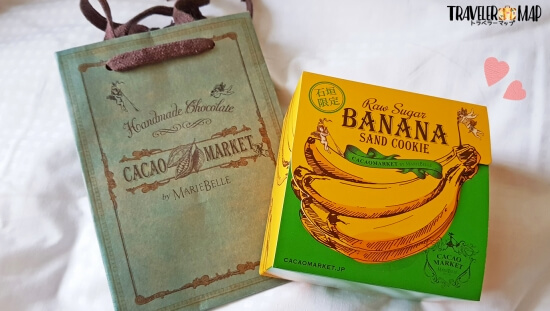 TRAVELER MAP
トラベラーマップ
Handmade Chocolate
CACAO MARKET
BY MARIEBELLE
石垣
限定
Raw Sugar
BANANA
SAND COOKIE
CACAOMARKET
CACAO
MARKET
CACAOMARKET.JP